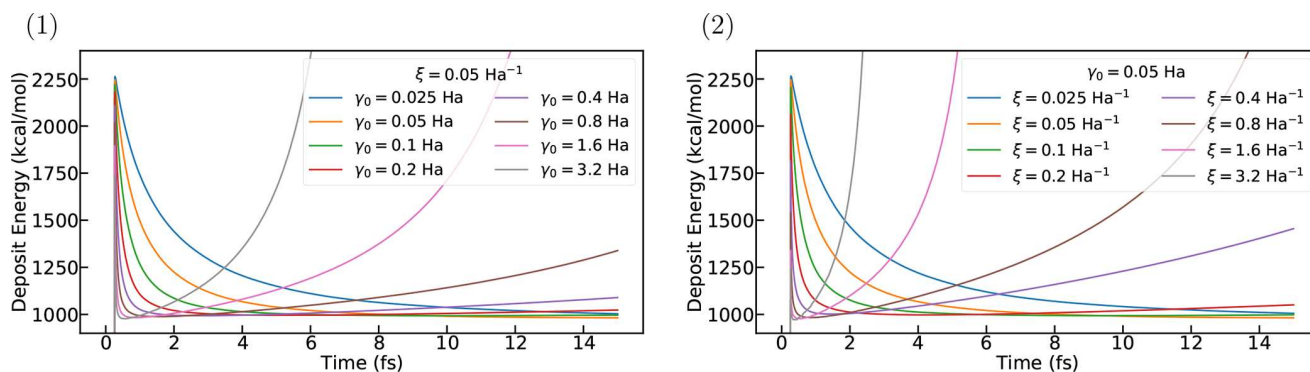 (1)
ξ = 0.05 Ha⁻¹
γ₀ = 0.025 Ha
γ₀ = 0.05 Ha
γ₀ = 0.1 Ha
γ₀ = 0.2 Ha
γ₀ = 0.4 Ha
γ₀ = 0.8 Ha
γ₀ = 1.6 Ha
γ₀ = 3.2 Ha
Deposit Energy (kcal/mol)
2250
2000
1750
1500
1250
1000
0 2 4 6 8 10 12 14
Time (fs)
(2)
γ₀ = 0.05 Ha
ξ = 0.025 Ha⁻¹
ξ = 0.05 Ha⁻¹
ξ = 0.1 Ha⁻¹
ξ = 0.2 Ha⁻¹
ξ = 0.4 Ha⁻¹
ξ = 0.8 Ha⁻¹
ξ = 1.6 Ha⁻¹
ξ = 3.2 Ha⁻¹
Deposit Energy (kcal/mol)
2250
2000
1750
1500
1250
1000
0 2 4 6 8 10 12 14
Time (fs)